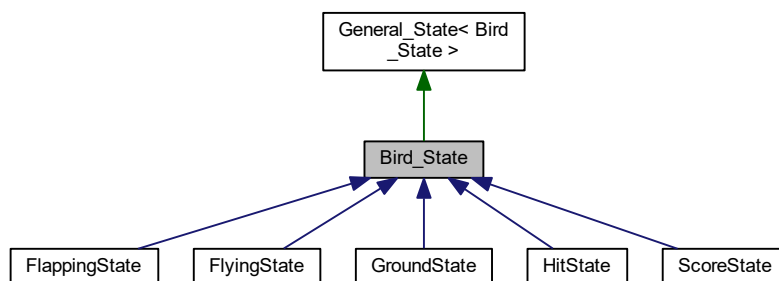 General_State< Bird
_State >
Bird_State
FlappingState
FlyingState
GroundState
HitState
ScoreState